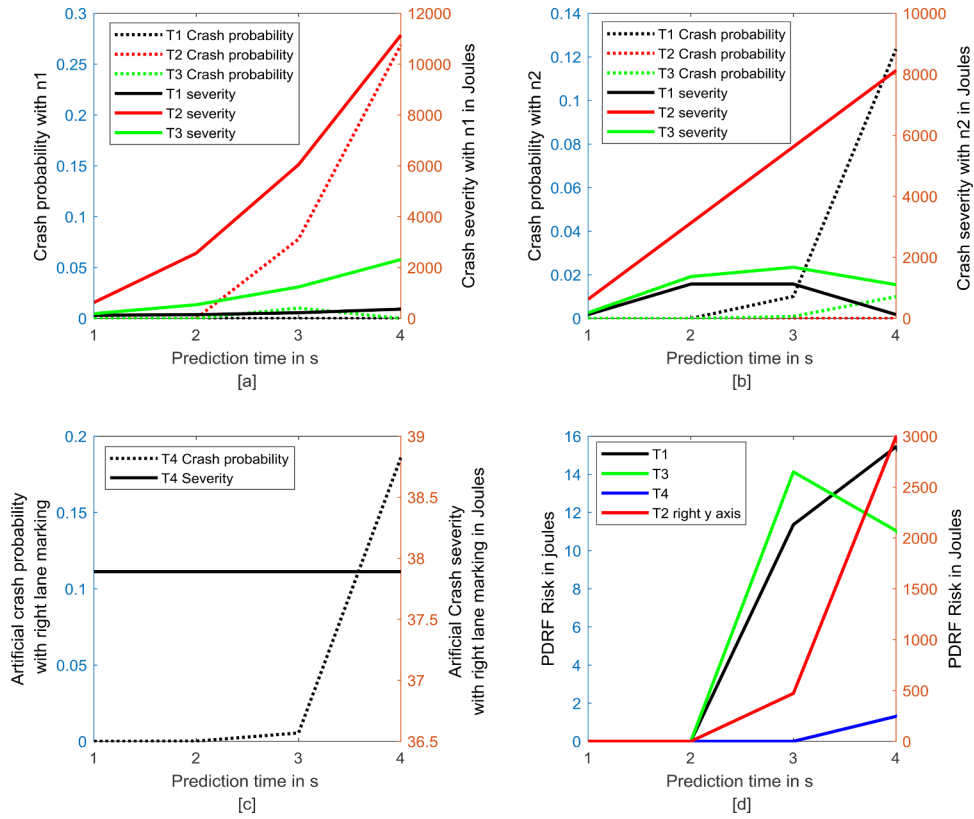 0.3
0.25
0.2
0.15
0.1
0.05
0
Crash probability with n1
T1 Crash probability
T2 Crash probability
T3 Crash probability
T1 severity
T2 severity
T3 severity
12000
10000
8000
6000
4000
2000
0
Crash severity with n1 in Joules
1
2
3
4
Prediction time in s
[a]
0.14
0.12
0.1
0.08
0.06
0.04
0.02
0
Crash probability with n2
T1 Crash probability
T2 Crash probability
T3 Crash probability
T1 severity
T2 severity
T3 severity
10000
8000
6000
4000
2000
0
Crash severity with n2 in Joules
1
2
3
4
Prediction time in s
[b]
0.2
0.15
0.1
0.05
0
Artificial crash probability
with right lane marking
T4 Crash probability
T4 Severity
39
38.5
38
37.5
37
36.5
Arificial Crash severity
with right lane marking in Joules
1
2
3
4
Prediction time in s
[c]
16
14
12
10
8
6
4
2
0
PDRF Risk in joules
T1
T3
T4
T2 right y axis
3000
2500
2000
1500
1000
500
0
PDRF Risk in Joules
1
2
3
4
Prediction time in s
[d]